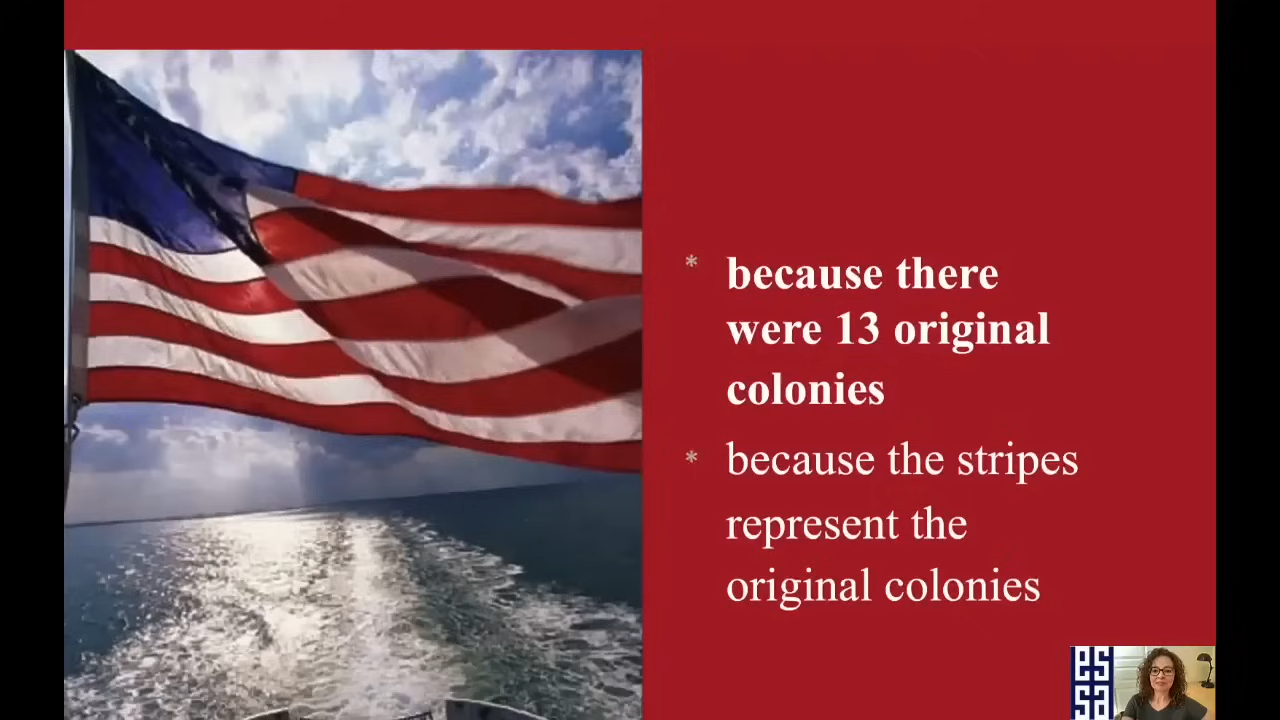 * because there
were 13 original
colonies
* because the stripes
represent the
original colonies